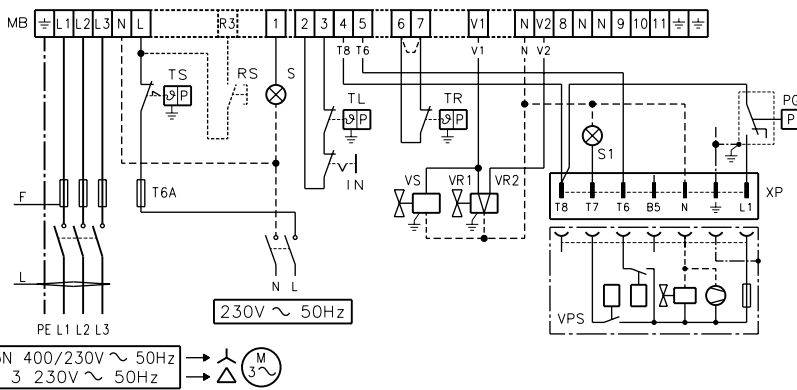 MB L1 L2 L3 N L R3 1 2 3 4 5 6 7 V1 N V2 8 N N 9 10 11
T8 T6 V1 N V2
TS RS S
P
TL TR
P P
P
S1
IN VS VR1 VR2
F T6A
T8 T7 T6 B5 N L1 XP
L N L
VPS
PE L1 L2 L3
230V ~ 50Hz
N 400/230V ~ 50Hz
3 230V ~ 50Hz
M
3~